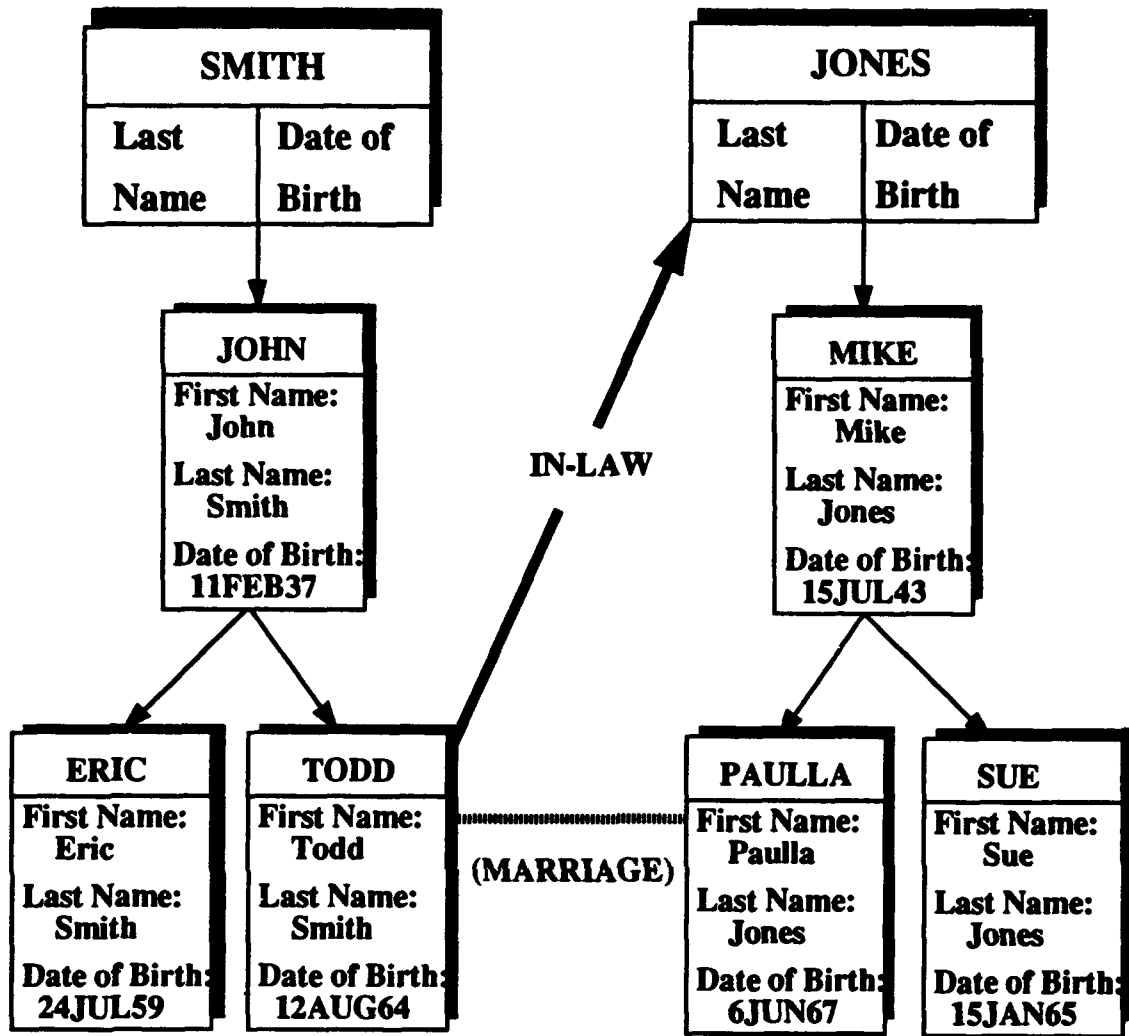 SMITH
Last Name
Date of Birth
JONES
Last Name
Date of Birth
JOHN
First Name:
John
Last Name:
Smith
Date of Birth:
11FEB37
MIKE
First Name:
Mike
Last Name:
Jones
Date of Birth:
15JUL43
IN-LAW
ERIC
First Name:
Eric
Last Name:
Smith
Date of Birth:
24JUL59
TODD
First Name:
Todd
Last Name:
Smith
Date of Birth:
12AUG64
(MARRIAGE)
PAULLA
First Name:
Paulla
Last Name:
Jones
Date of Birth:
6JUN67
SUE
First Name:
Sue
Last Name:
Jones
Date of Birth:
15JAN65